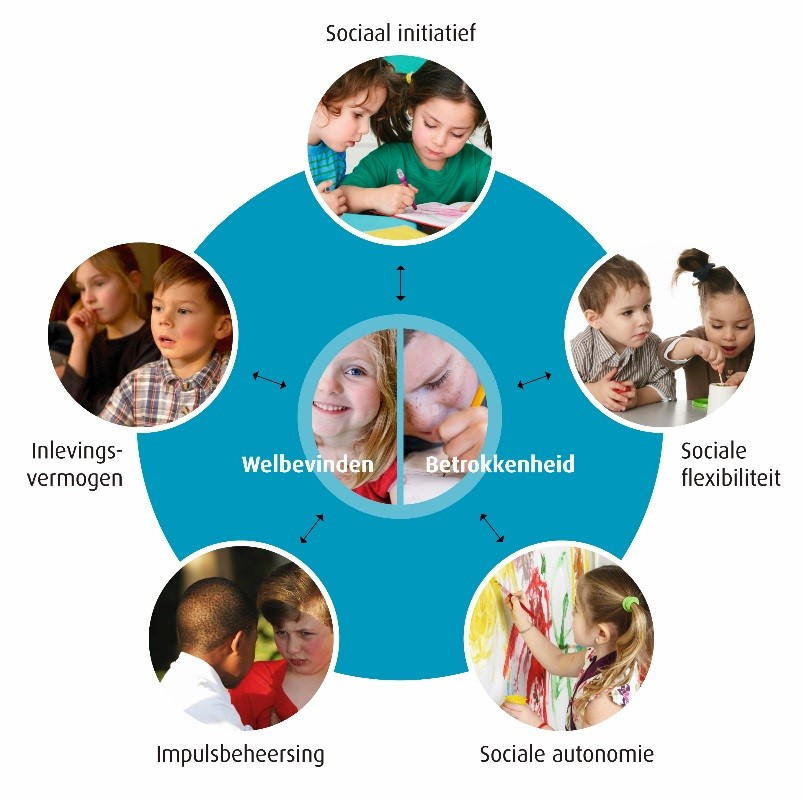 Sociaal initiatief
Inlevings-
vermogen
Welbevinden
Betrokkenheid
Sociale
flexibiliteit
Impulsbeheersing
Sociale autonomie